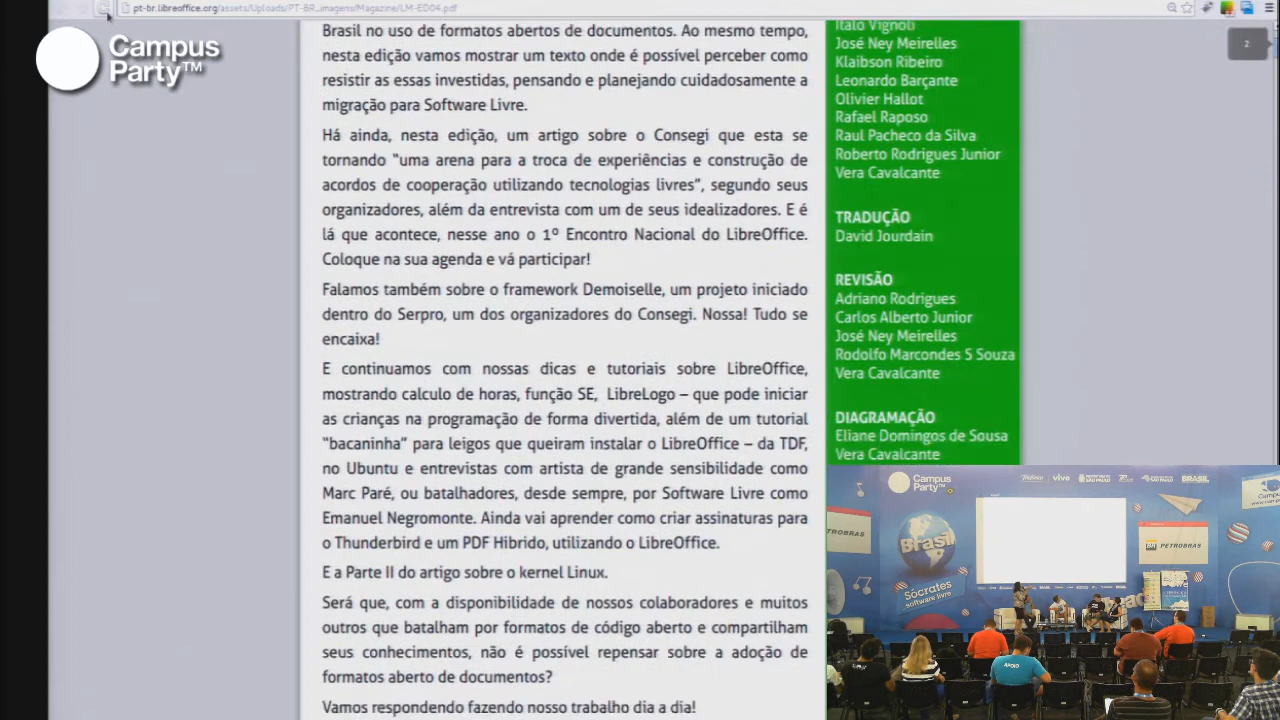 pt-br.libreoffice.org/assets/Uploads/PT-BR_imagens/Magazine/LM-ED04.pdf
Campus
Party™
2
Brasil no uso de formatos abertos de documentos. Ao mesmo tempo,
nesta edição vamos mostrar um texto onde é possível perceber como
resistir as essas investidas, pensando e planejando cuidadosamente a
migração para Software Livre.
Há ainda, nesta edição, um artigo sobre o Consegi que esta se
tornando “uma arena para a troca de experiências e construção de
acordos de cooperação utilizando tecnologias livres”, segundo seus
organizadores, além da entrevista com um de seus idealizadores. E é
lá que acontece, nesse ano o 1º Encontro Nacional do LibreOffice.
Coloque na sua agenda e vá participar!
Falamos também sobre o framework Demoiselle, um projeto iniciado
dentro do Serpro, um dos organizadores do Consegi. Nossa! Tudo se
encaixa!
E continuamos com nossas dicas e tutoriais sobre LibreOffice,
mostrando calculo de horas, função SE, LibreLogo – que pode iniciar
as crianças na programação de forma divertida, além de um tutorial
“bacaninha” para leigos que queiram instalar o LibreOffice – da TDF,
no Ubuntu e entrevistas com artista de grande sensibilidade como
Marc Paré, ou batalhadores, desde sempre, por Software Livre como
Emanuel Negromonte. Ainda vai aprender como criar assinaturas para
o Thunderbird e um PDF Hibrido, utilizando o LibreOffice.
E a Parte II do artigo sobre o kernel Linux.
Será que, com a disponibilidade de nossos colaboradores e muitos
outros que batalham por formatos de código aberto e compartilham
seus conhecimentos, não é possível repensar sobre a adoção de
formatos aberto de documentos?
Vamos respondendo fazendo nosso trabalho dia a dia!
Italo Vignoli
José Ney Meirelles
Klaibson Ribeiro
Leonardo Barçante
Olivier Hallot
Rafael Raposo
Raul Pacheco da Silva
Roberto Rodrigues Junior
Vera Cavalcante
TRADUÇÃO
David Jourdain
REVISÃO
Adriano Rodrigues
Carlos Alberto Junior
José Ney Meirelles
Rodolfo Marcondes S Souza
Vera Cavalcante
DIAGRAMAÇÃO
Eliane Domingos de Sousa
Vera Cavalcante
Campus
Party
vivo
BRASIL
Brasil
Sócrates
software livre
TROBRAS
BR PETROBRAS
APOIO